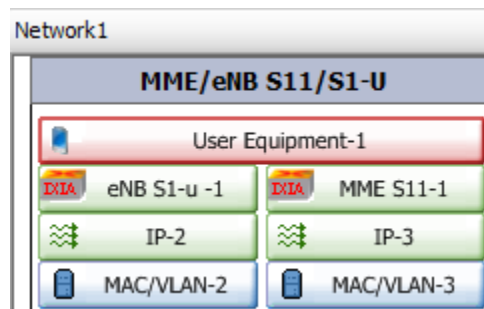 Network1
MME/eNB S11/S1-U
User Equipment-1
IXIA eNB S1-u -1 IXIA MME S11-1
IP-2 IP-3
MAC/VLAN-2 MAC/VLAN-3